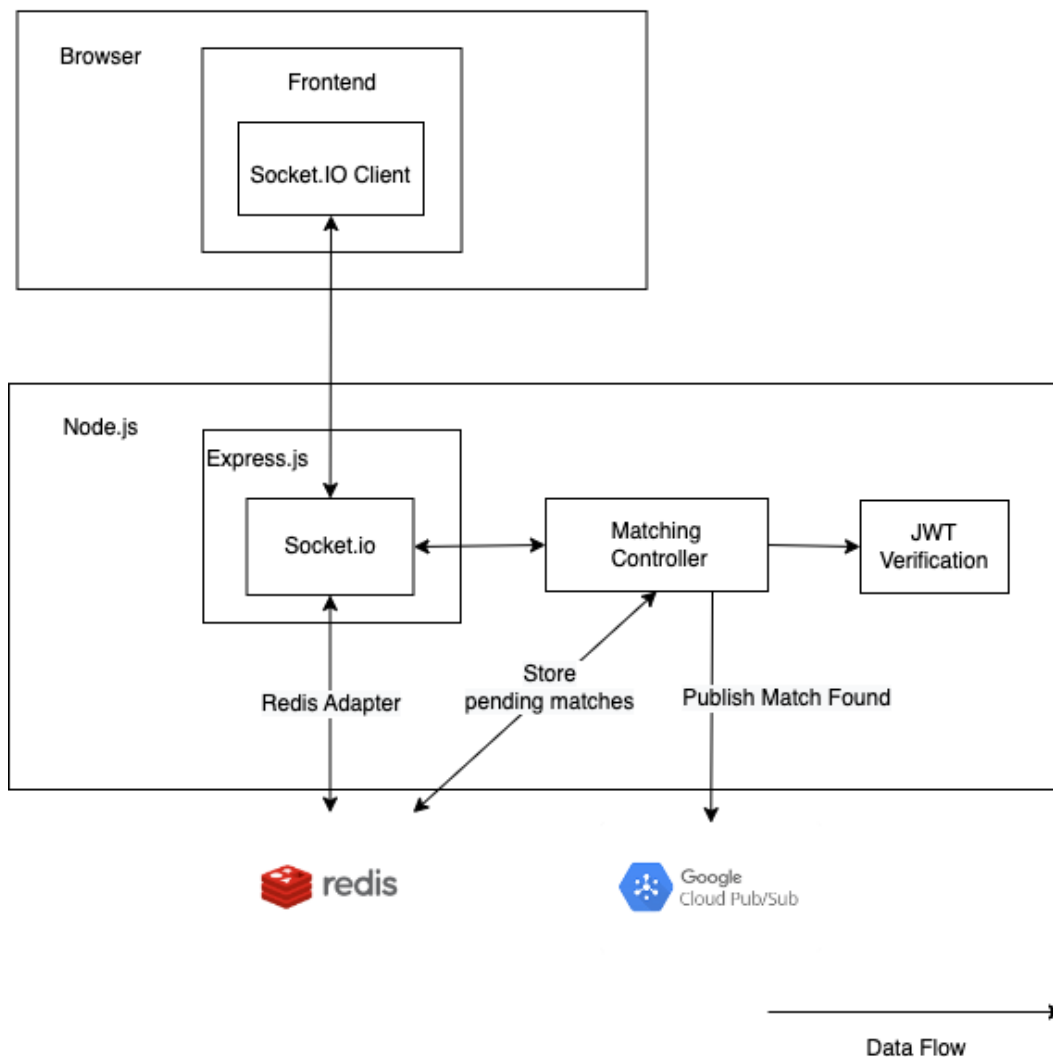 Browser
Frontend
Socket.IO Client
Node.js
Express.js
Socket.io
Matching
Controller
JWT
Verification
Redis Adapter
Store
pending matches
Publish Match Found
redis
Google
Cloud Pub/Sub
Data Flow